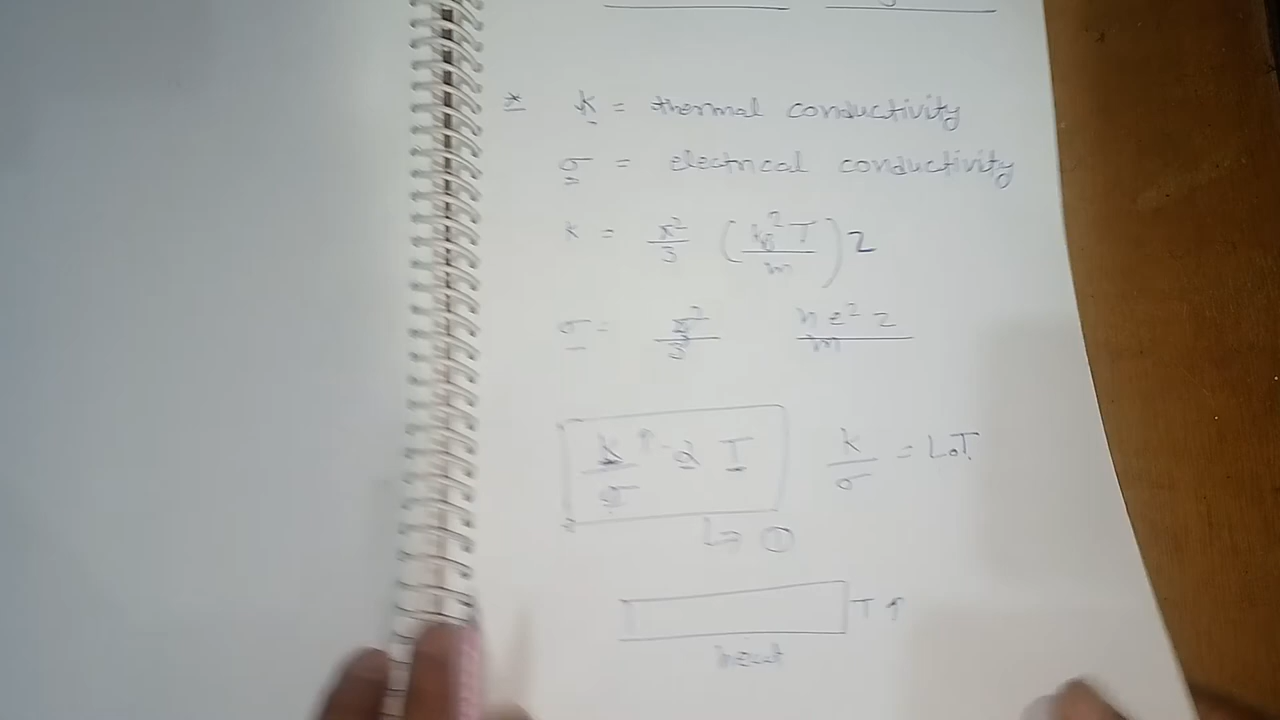 * k = thermal conductivity
σ = electrical conductivity
k = π²/3 (k_B² T / m) z
σ = π²/3 n e² z / m
k/σ ↑ α T k/σ = L₀T
L → ①
T ↑
heat